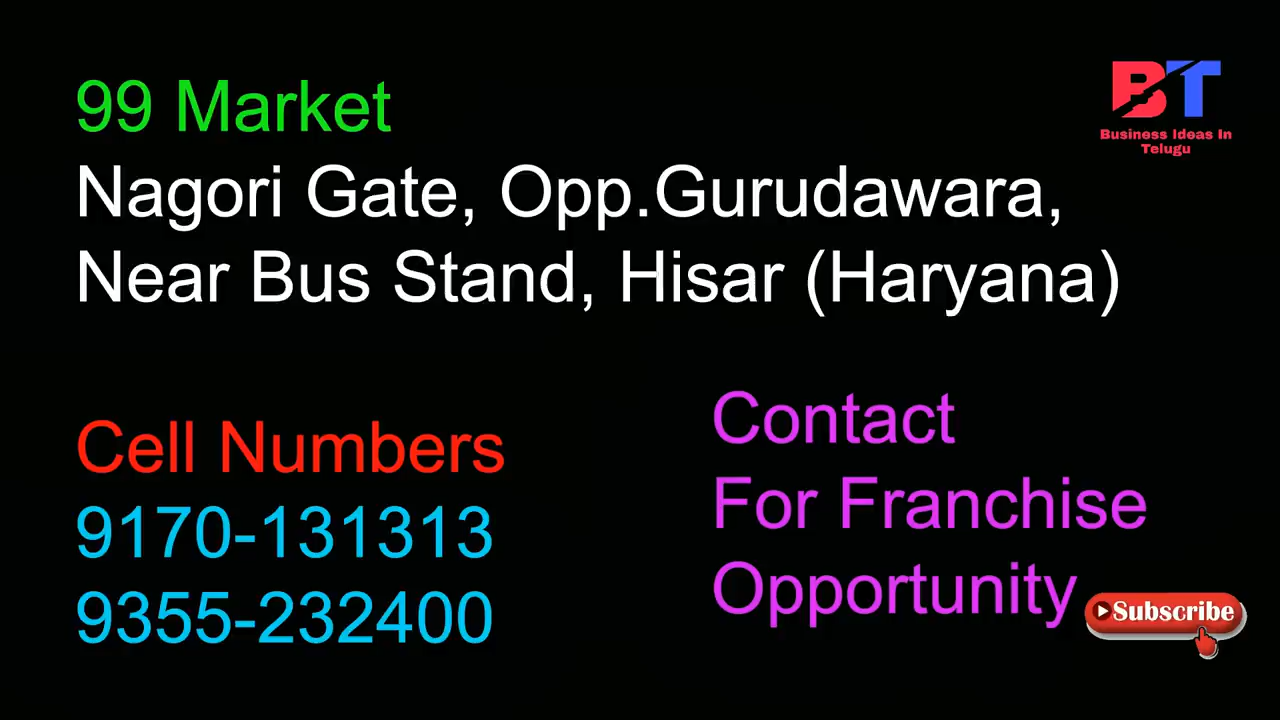 99 Market
Nagori Gate, Opp.Gurudawara,
Near Bus Stand, Hisar (Haryana)
Cell Numbers
9170-131313
9355-232400
Contact
For Franchise
Opportunity
BT
Business Ideas In
Telugu
Subscribe